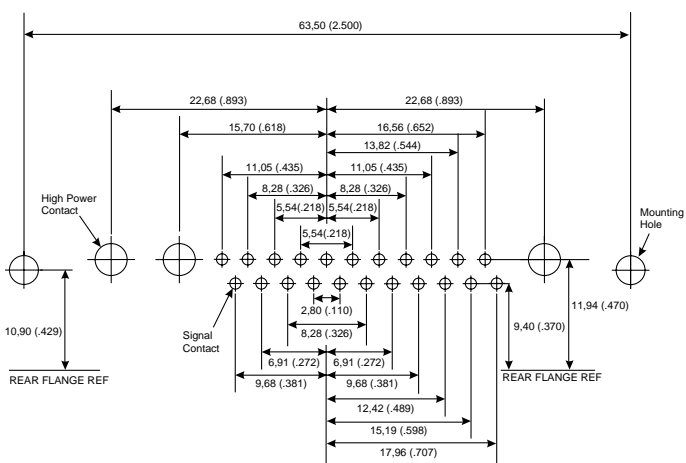 63,50 (2.500)
22,68 (.893) 22,68 (.893)
15,70 (.618) 16,56 (.652)
13,82 (.544)
11,05 (.435) 11,05 (.435)
8,28 (.326) 8,28 (.326)
5,54(.218) 5,54(.218)
5,54(.218)
High Power
Contact
Mounting
Hole
10,90 (.429)
REAR FLANGE REF
Signal
Contact
2,80 (.110)
8,28 (.326)
6,91 (.272) 6,91 (.272)
9,68 (.381) 9,68 (.381)
12,42 (.489)
15,19 (.598)
17,96 (.707)
9,40 (.370)
11,94 (.470)
REAR FLANGE REF